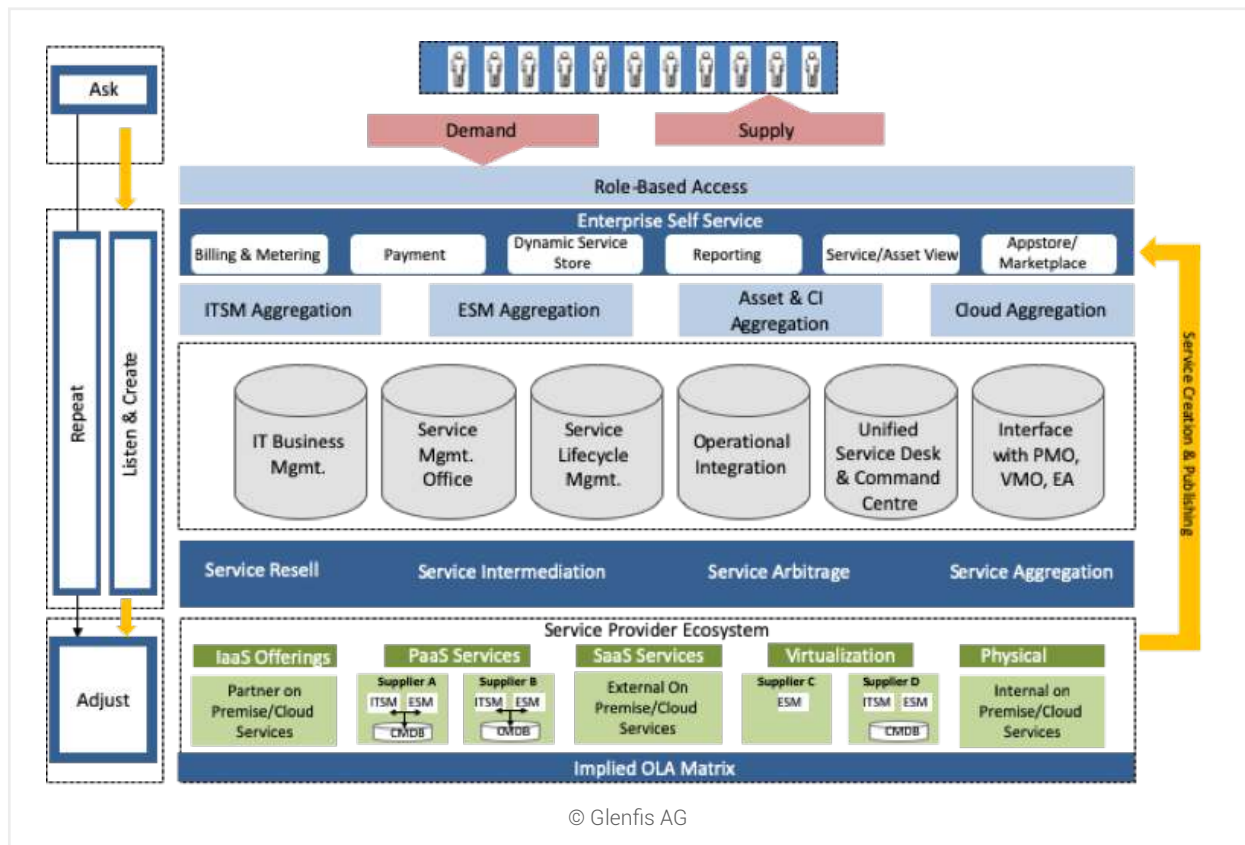 Ask
Demand
Supply
Role-Based Access
Enterprise Self Service
Billing & Metering
Payment
Dynamic Service
Store
Reporting
Service/Asset View
Appstore/
Marketplace
ITSM Aggregation
ESM Aggregation
Asset & CI
Aggregation
Cloud Aggregation
Repeat
Listen & Create
IT Business
Mgmt.
Service
Mgmt.
Office
Service
Lifecycle
Mgmt.
Operational
Integration
Unified
Service Desk
& Command
Centre
Interface
with PMO,
VMO, EA
Service Creation & Publishing
Service Resell
Service Intermediation
Service Arbitrage
Service Aggregation
Adjust
Service Provider Ecosystem
IaaS Offerings
PaaS Services
SaaS Services
Virtualization
Physical
Partner on
Premise/Cloud
Services
Supplier A
ITSM ESM
CMDB
Supplier B
ITSM ESM
CMDB
External On
Premise/Cloud
Services
Supplier C
ESM
Supplier D
ITSM ESM
CMDB
Internal on
Premise/Cloud
Services
Implied OLA Matrix
© Glenfis AG